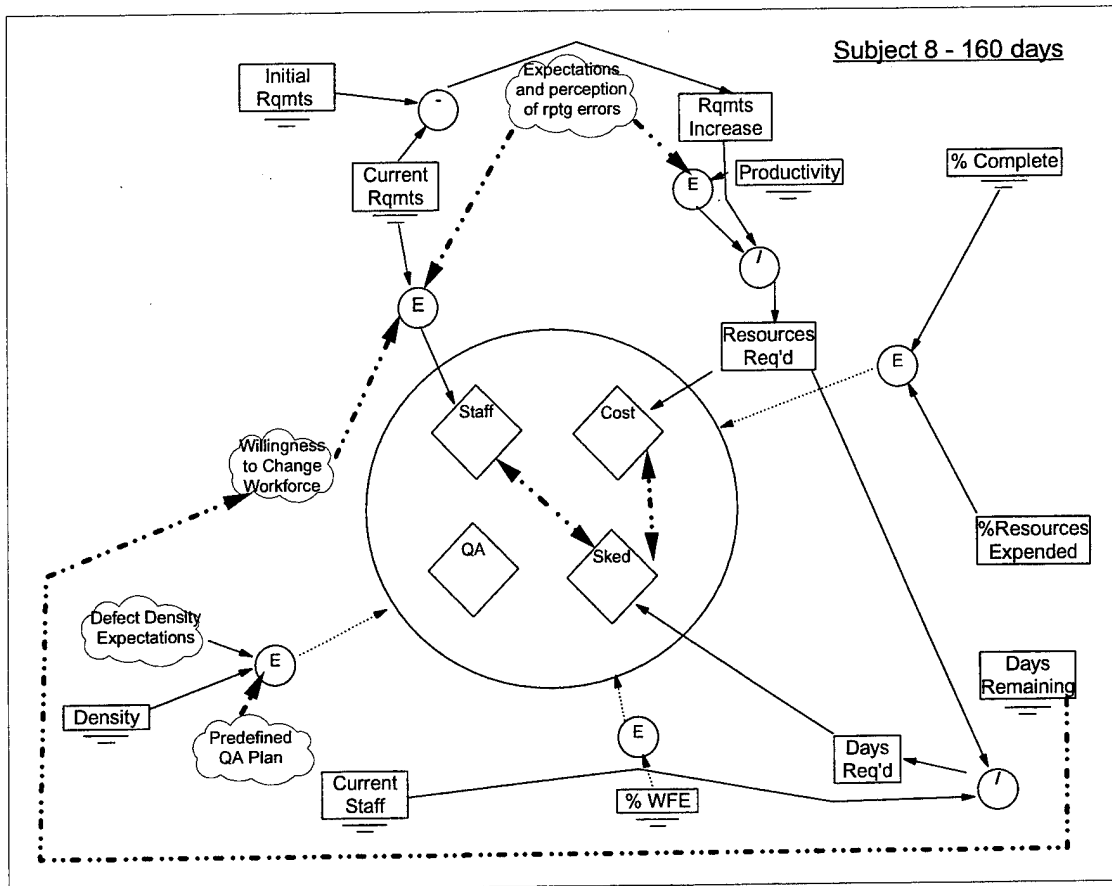 Subject 8 - 160 days
Initial
Rqmts
-
Expectations
and perception
of rptg errors
Rqmts
Increase
Current
Rqmts
E
Productivity
% Complete
/
E
Resources
Req'd
E
Staff
Cost
Willingness
to Change
Workforce
QA
Sked
%Resources
Expended
Defect Density
Expectations
E
Density
Predefined
QA Plan
Days
Remaining
E
Days
Req'd
/
Current
Staff
% WFE